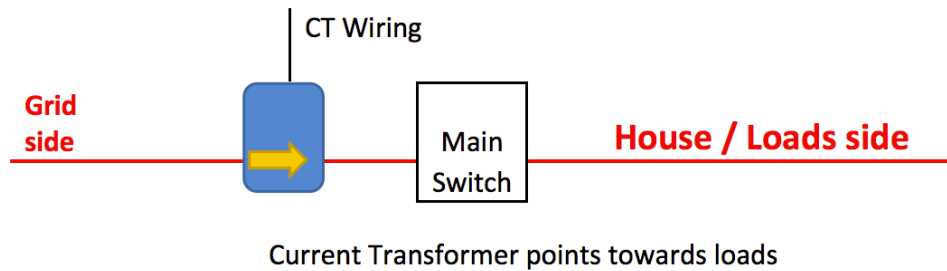 CT Wiring
Grid
side
Main
Switch
House / Loads side
Current Transformer points towards loads